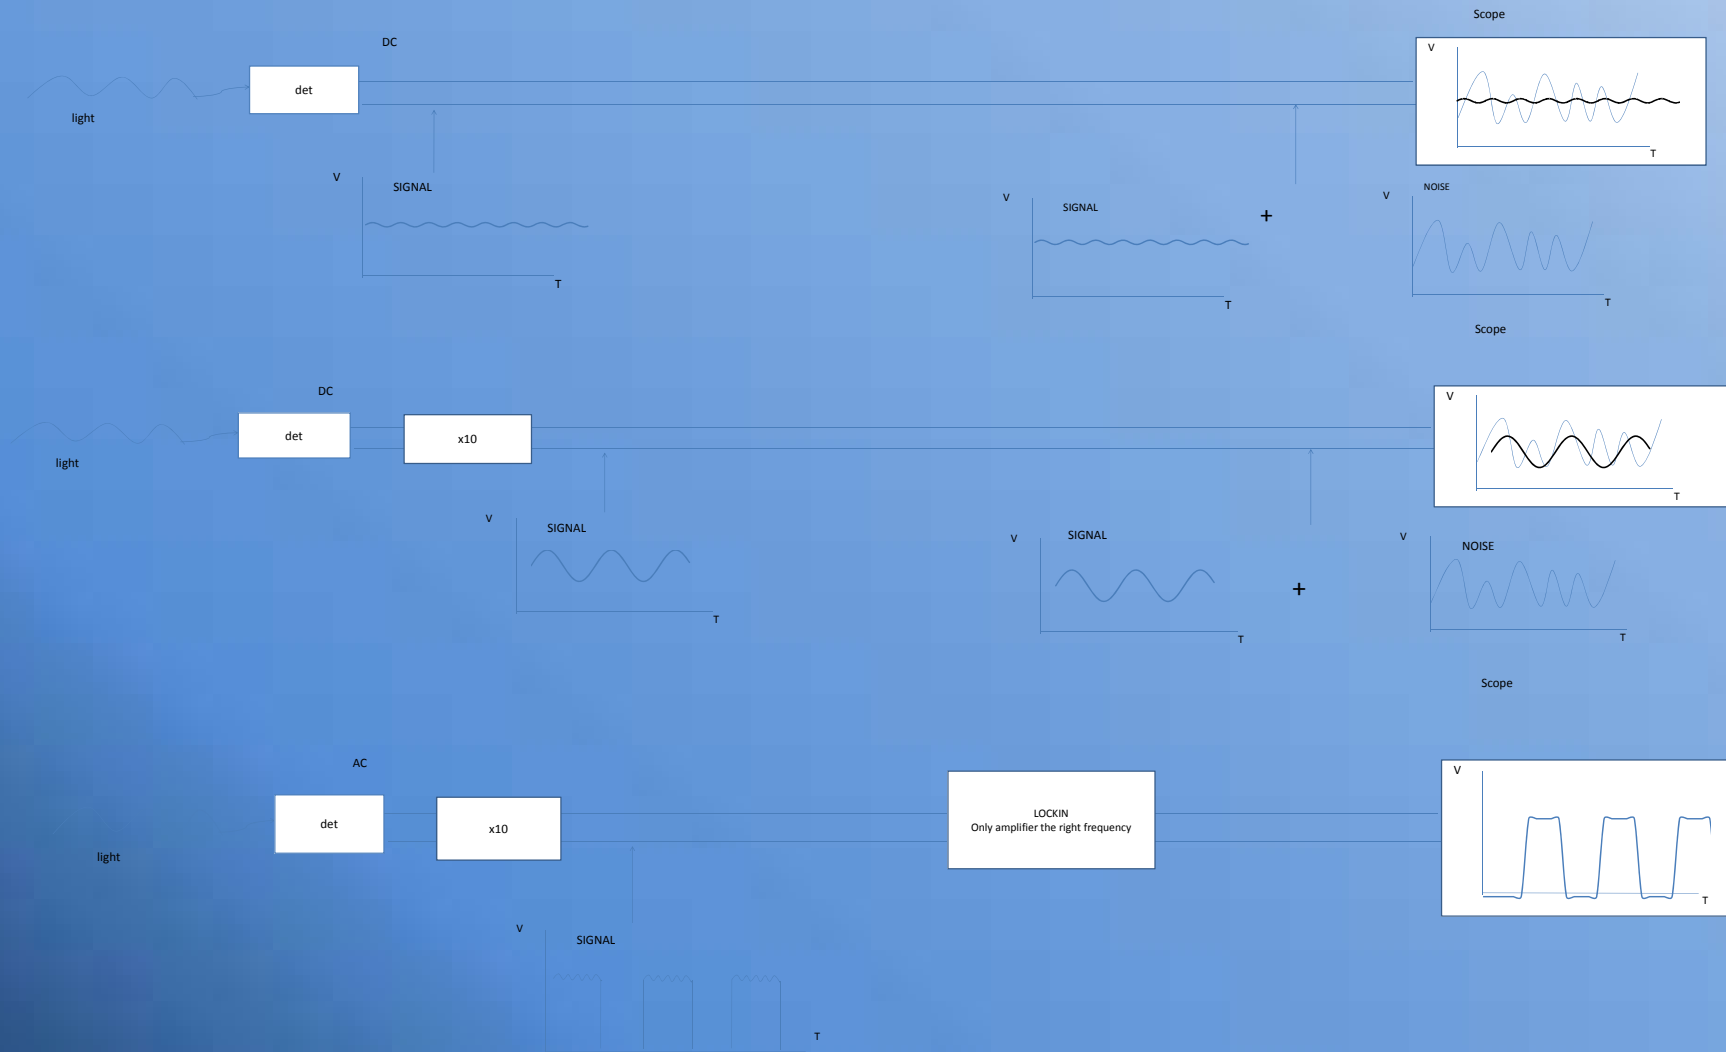 Scope
DC
V
det
light
T
V
SIGNAL
T
V
SIGNAL
+
T
V
NOISE
T
Scope
DC
V
det
x10
light
T
V
SIGNAL
T
V
SIGNAL
+
T
V
NOISE
T
Scope
AC
V
det
x10
LOCKIN
Only amplifier the right frequency
light
T
V
SIGNAL
T